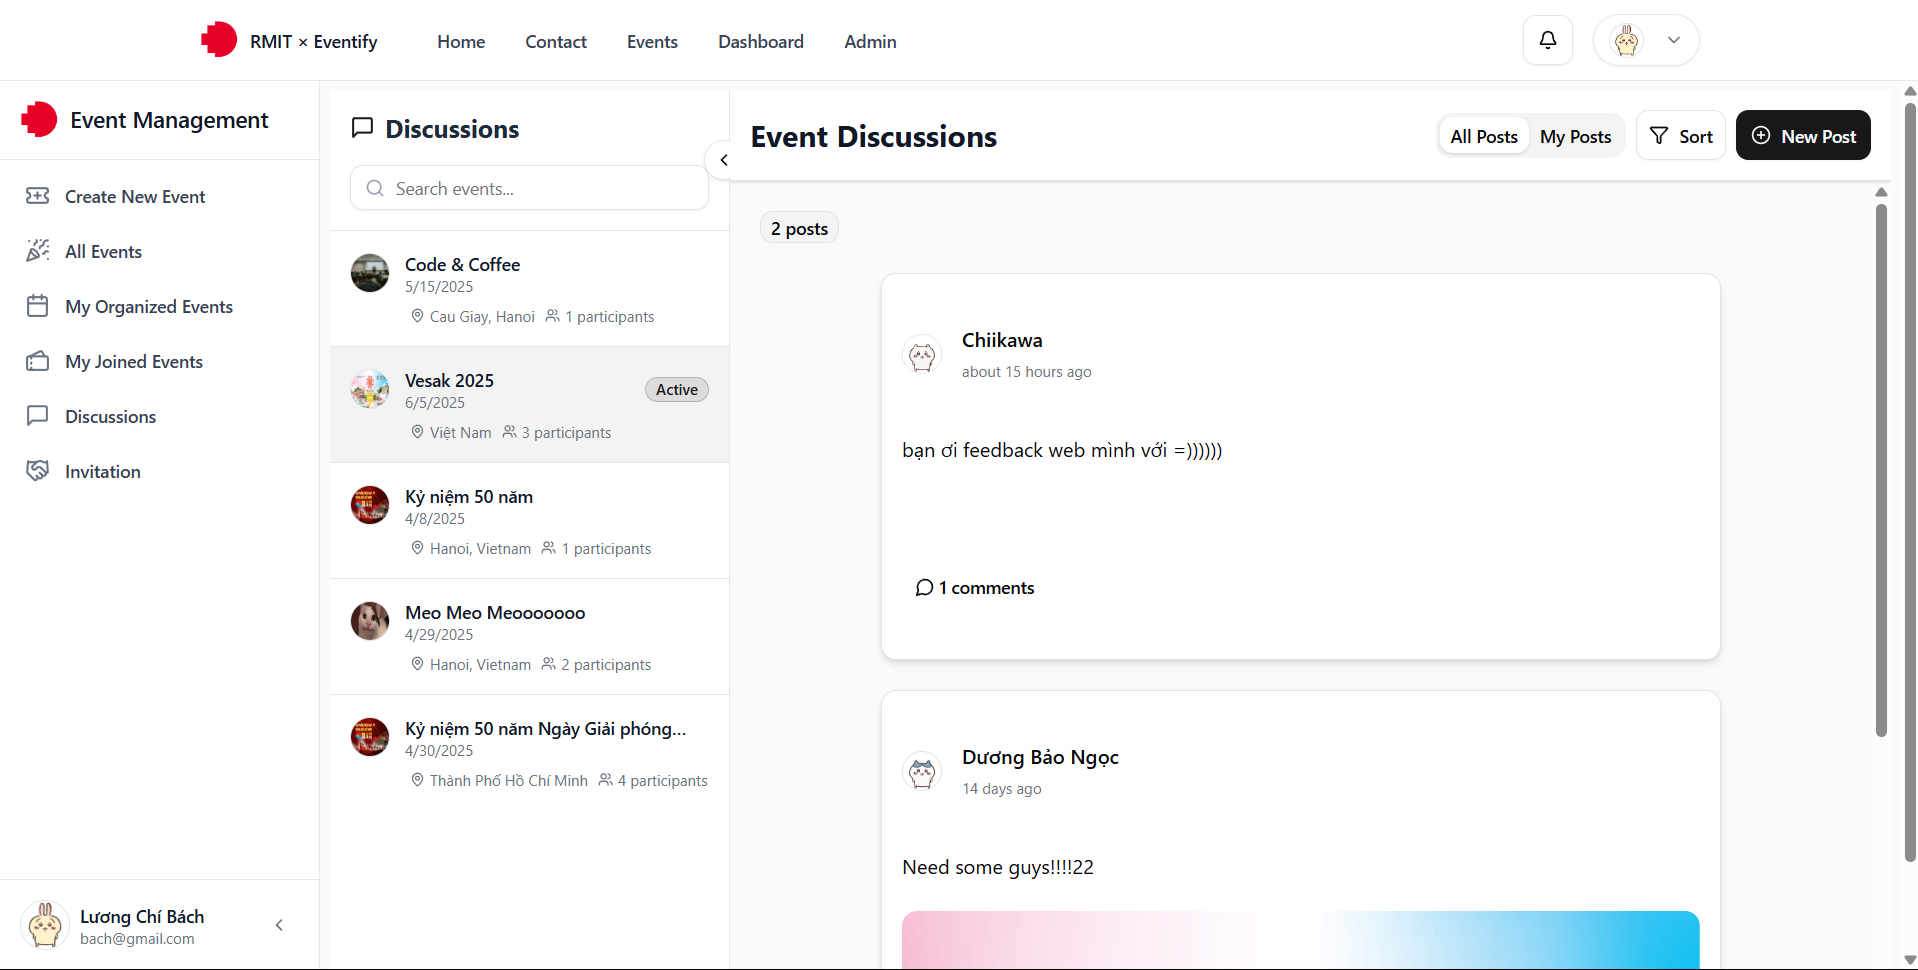 RMIT × Eventify
Home
Contact
Events
Dashboard
Admin
Event Management
Create New Event
All Events
My Organized Events
My Joined Events
Discussions
Invitation
Lương Chí Bách
bach@gmail.com
Discussions
Search events...
Code & Coffee
5/15/2025
Cau Giay, Hanoi 1 participants
Vesak 2025
Active
6/5/2025
Việt Nam 3 participants
Kỷ niệm 50 năm
4/8/2025
Hanoi, Vietnam 1 participants
Meo Meo Meooooooo
4/29/2025
Hanoi, Vietnam 2 participants
Kỷ niệm 50 năm Ngày Giải phóng...
4/30/2025
Thành Phố Hồ Chí Minh 4 participants
Event Discussions
All Posts
My Posts
Sort
New Post
2 posts
Chiikawa
about 15 hours ago
bạn ơi feedback web mình với =))))))
1 comments
Dương Bảo Ngọc
14 days ago
Need some guys!!!!22